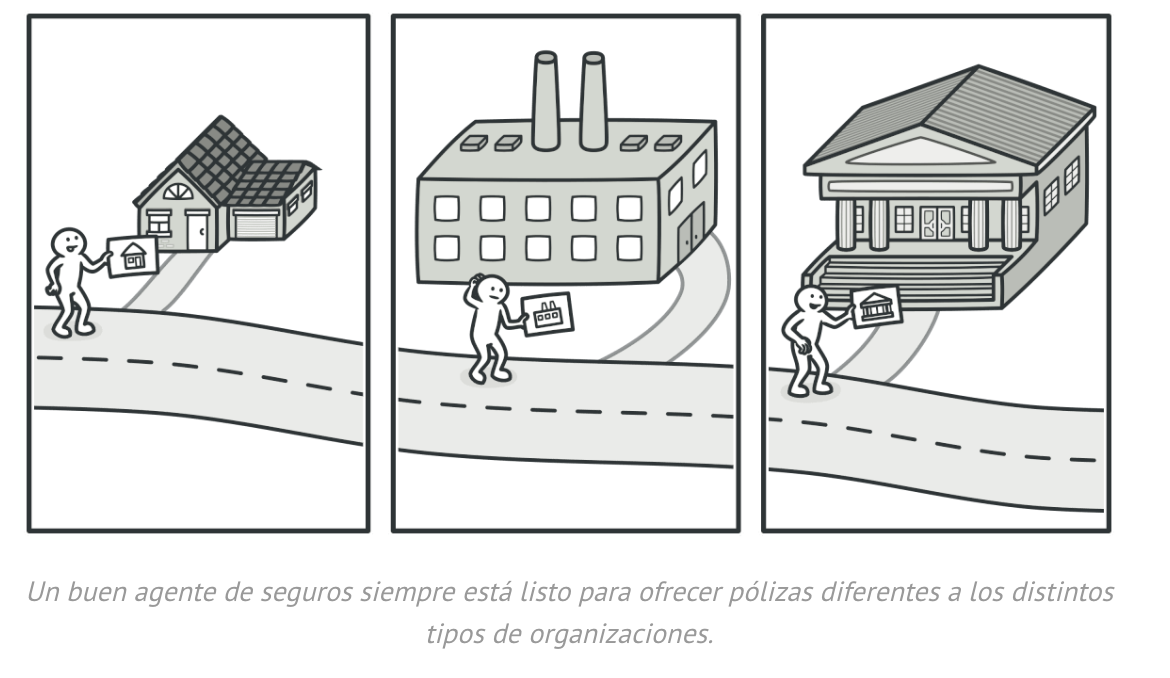 Un buen agente de seguros siempre está listo para ofrecer pólizas diferentes a los distintos
tipos de organizaciones.